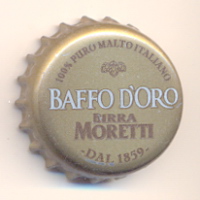 100% PURO MALTO ITALIANO
BAFFO D'ORO
BIRRA
MORETTI
-DAL 1859-